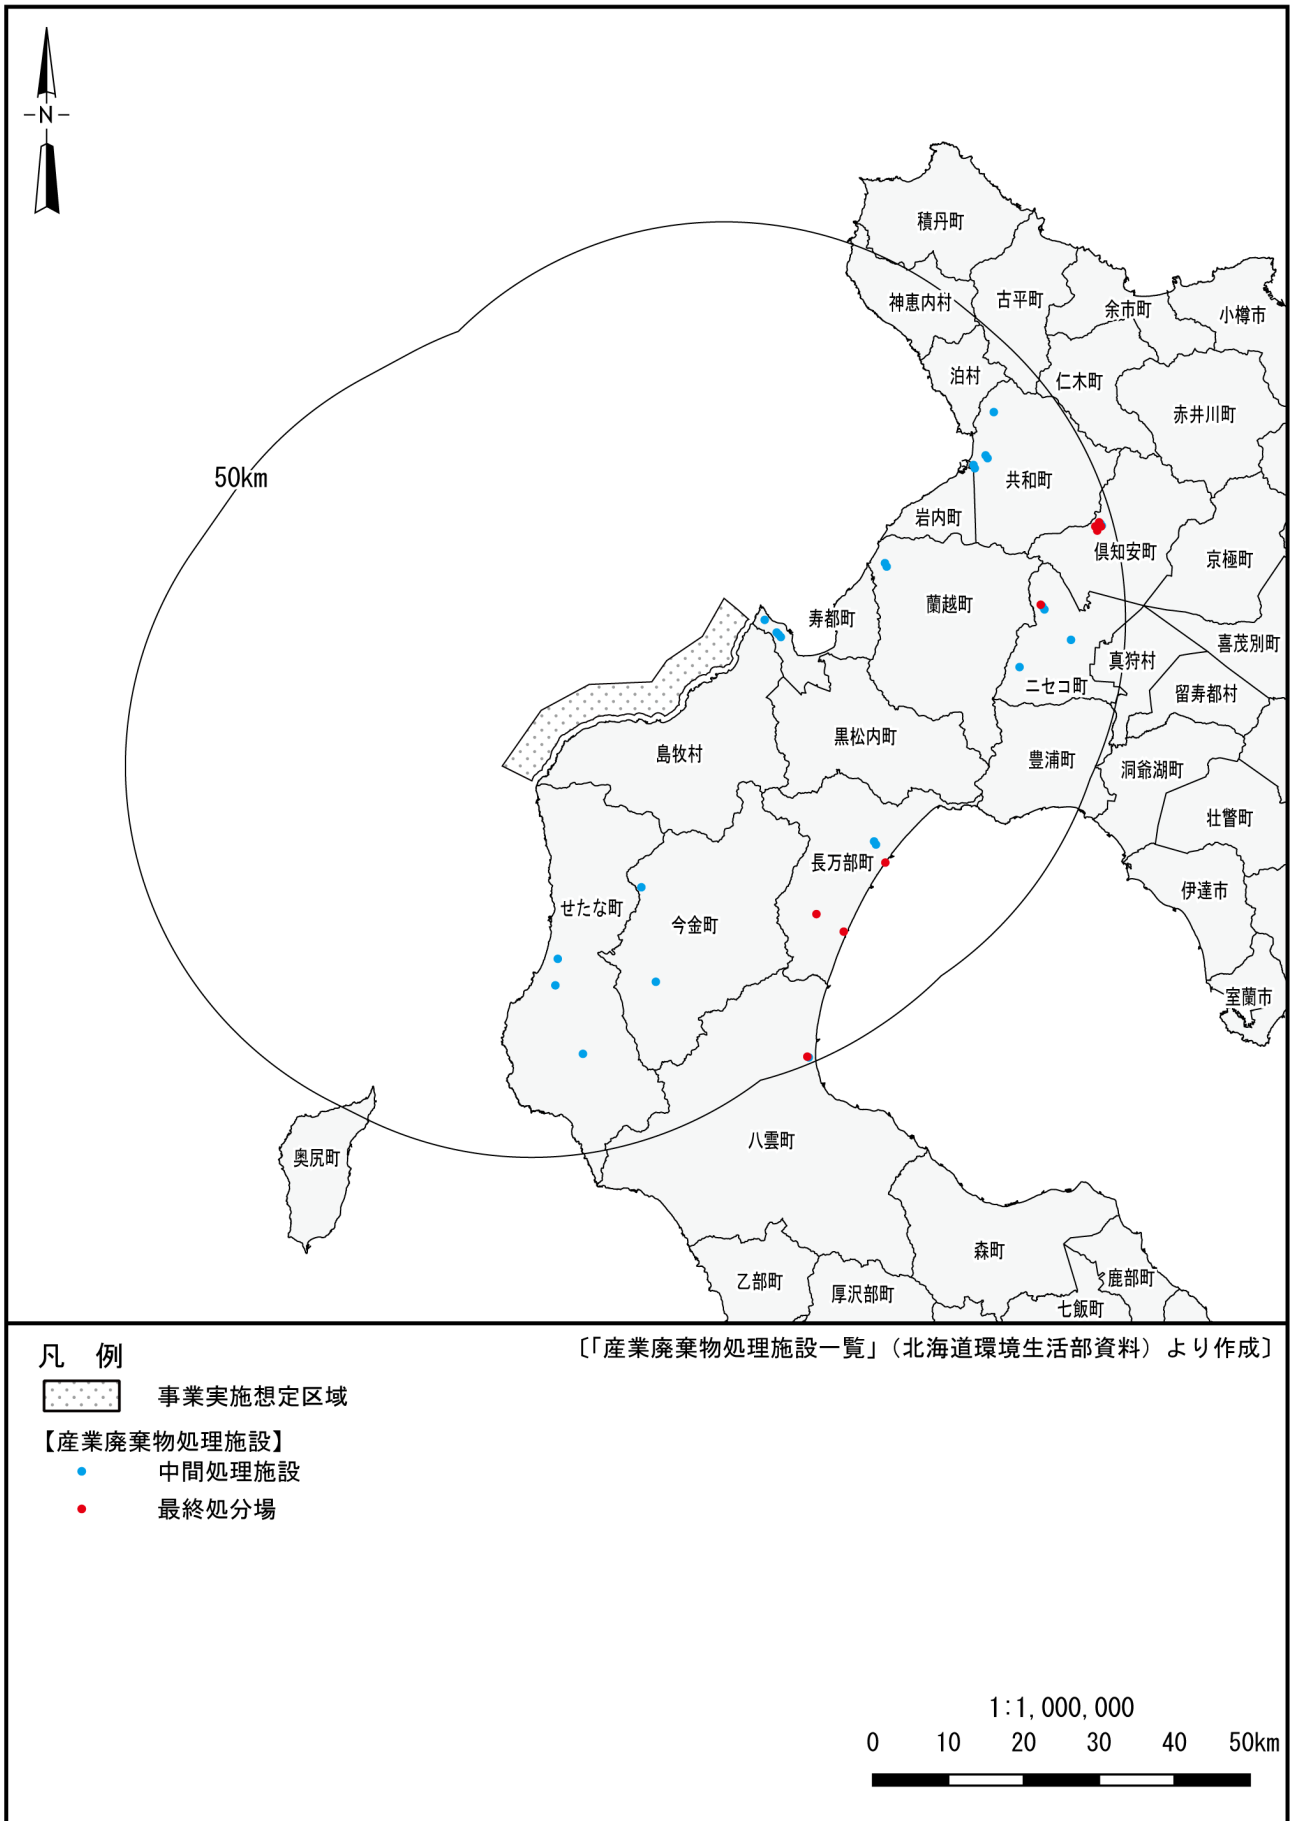 N
積丹町
神恵内村
古平町
余市町
小樽市
泊村
仁木町
赤井川町
50km
共和町
岩内町
倶知安町
京極町
蘭越町
寿都町
喜茂別町
真狩村
ニセコ町
留寿都村
黒松内町
島牧村
豊浦町
洞爺湖町
壮瞥町
長万部町
伊達市
せたな町
今金町
室蘭市
八雲町
奥尻町
森町
乙部町
厚沢部町
鹿部町
七飯町
凡 例
〔「産業廃棄物処理施設一覧」(北海道環境生活部資料)より作成〕
事業実施想定区域
【産業廃棄物処理施設】
中間処理施設
最終処分場
1:1,000,000
0 10 20 30 40 50km